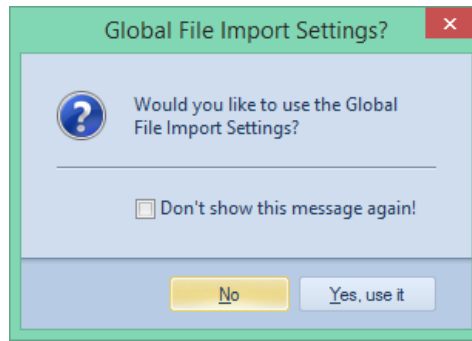 Global File Import Settings?
Would you like to use the Global
File Import Settings?
Don't show this message again!
No
Yes, use it